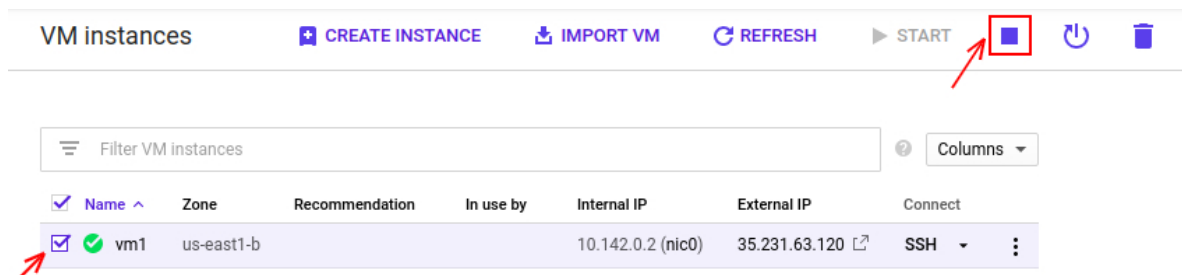 VM instances CREATE INSTANCE IMPORT VM REFRESH START
Filter VM instances Columns
Name Zone Recommendation In use by Internal IP External IP Connect
vm1 us-east1-b 10.142.0.2 (nic0) 35.231.63.120 SSH